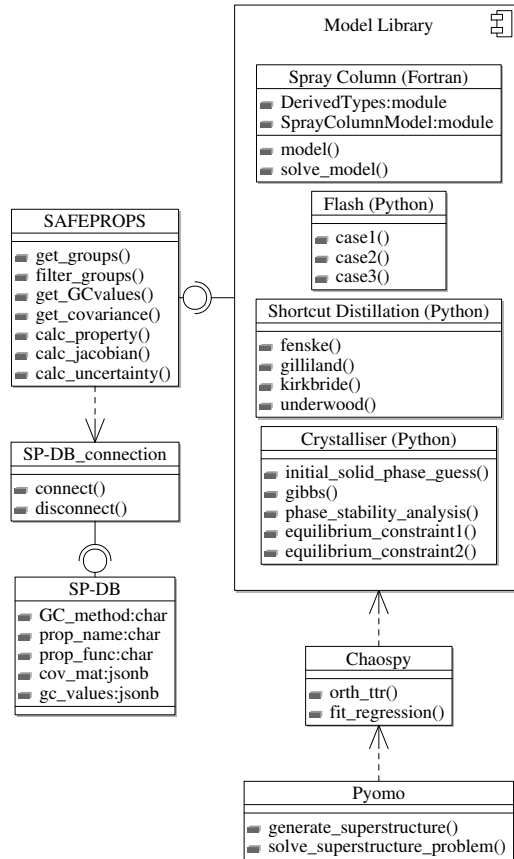 Model Library
Spray Column (Fortran)
DerivedTypes:module
SprayColumnModel:module
model()
solve_model()
Flash (Python)
case1()
case2()
case3()
Shortcut Distillation (Python)
fenske()
gilliland()
kirkbride()
underwood()
Crystalliser (Python)
initial_solid_phase_guess()
gibbs()
phase_stability_analysis()
equilibrium_constraint1()
equilibrium_constraint2()
SAFEPROPS
get_groups()
filter_groups()
get_GCvalues()
get_covariance()
calc_property()
calc_jacobian()
calc_uncertainty()
SP-DB_connection
connect()
disconnect()
SP-DB
GC_method:char
prop_name:char
prop_func:char
cov_mat:jsonb
gc_values:jsonb
Chaospy
orth_ttr()
fit_regression()
Pyomo
generate_superstructure()
solve_superstructure_problem()